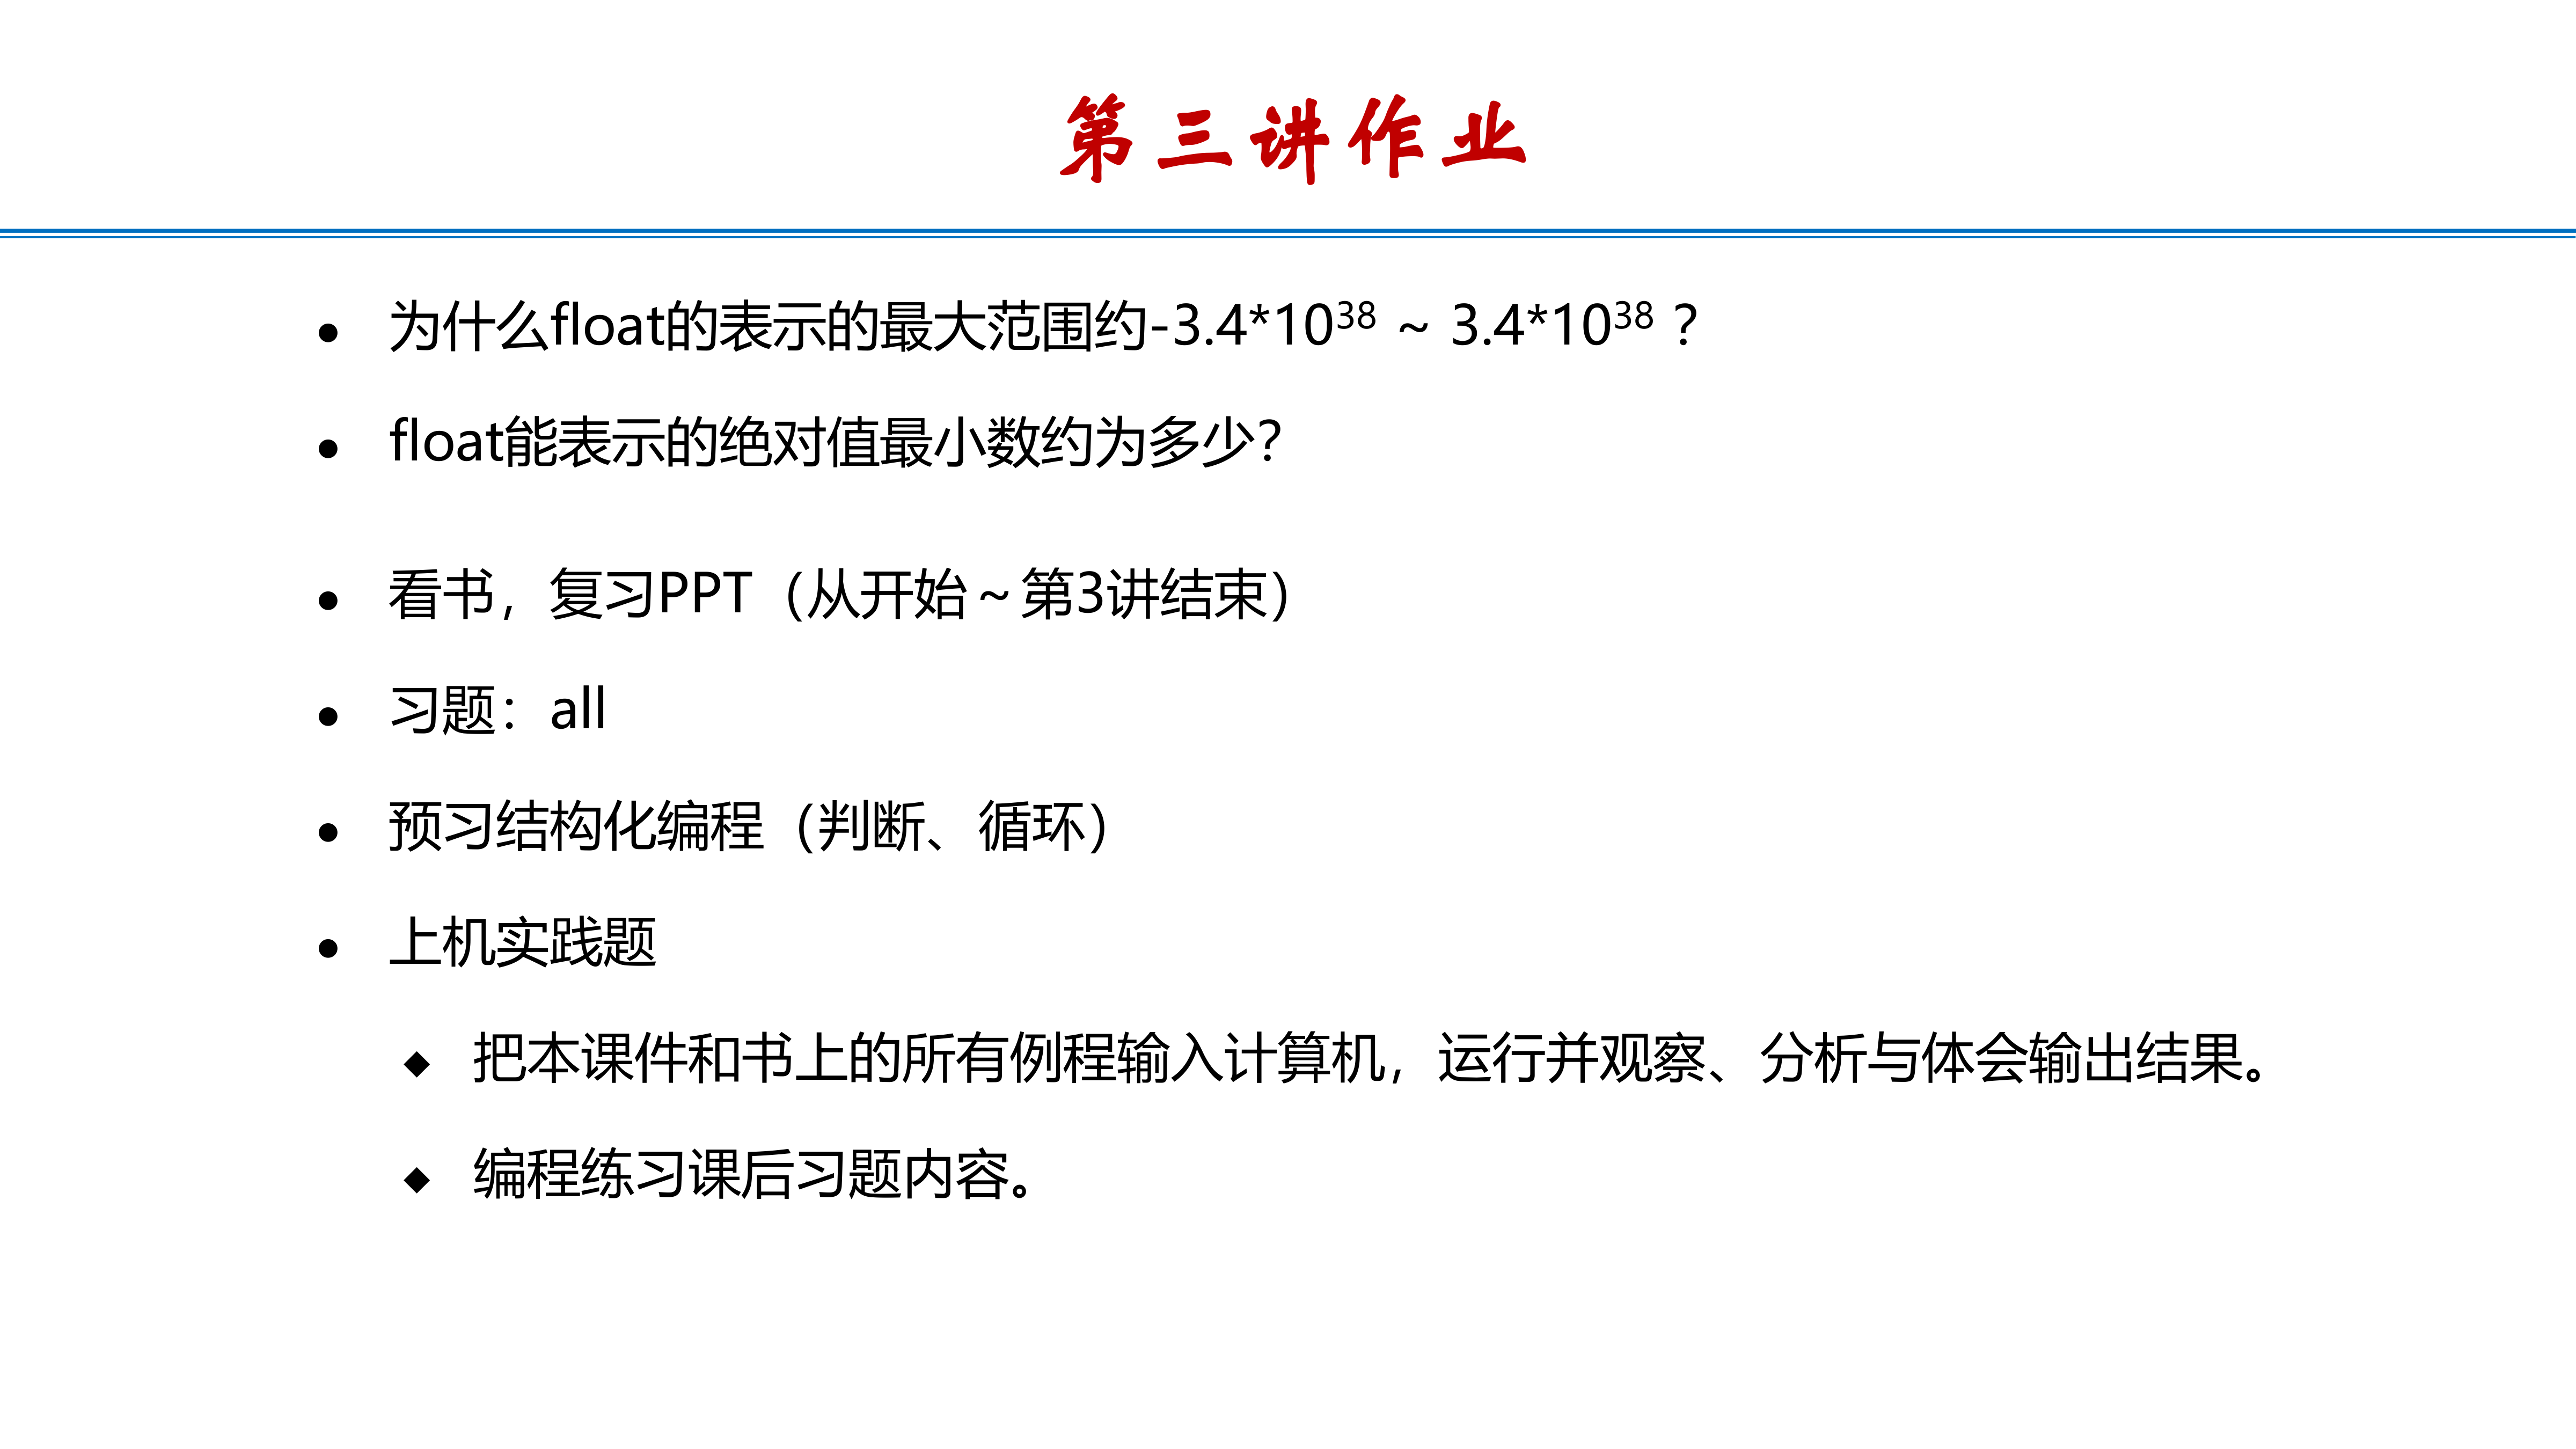 第三讲作业
● 为什么float的表示的最大范围约-3.4*10³⁸ ~ 3.4*10³⁸ ？
● float能表示的绝对值最小数约为多少？
● 看书，复习PPT（从开始～第3讲结束）
● 习题：all
● 预习结构化编程（判断、循环）
● 上机实践题
◆ 把本课件和书上的所有例程输入计算机，运行并观察、分析与体会输出结果。
◆ 编程练习课后习题内容。